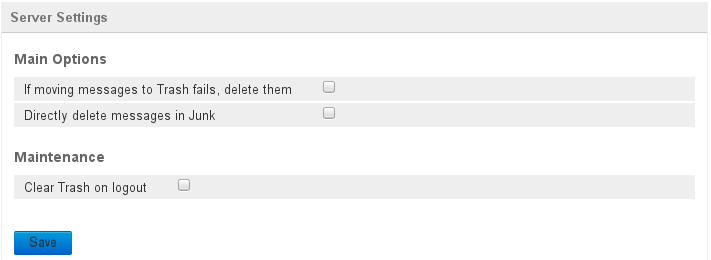 Server Settings
Main Options
If moving messages to Trash fails, delete them
Directly delete messages in Junk
Maintenance
Clear Trash on logout
Save